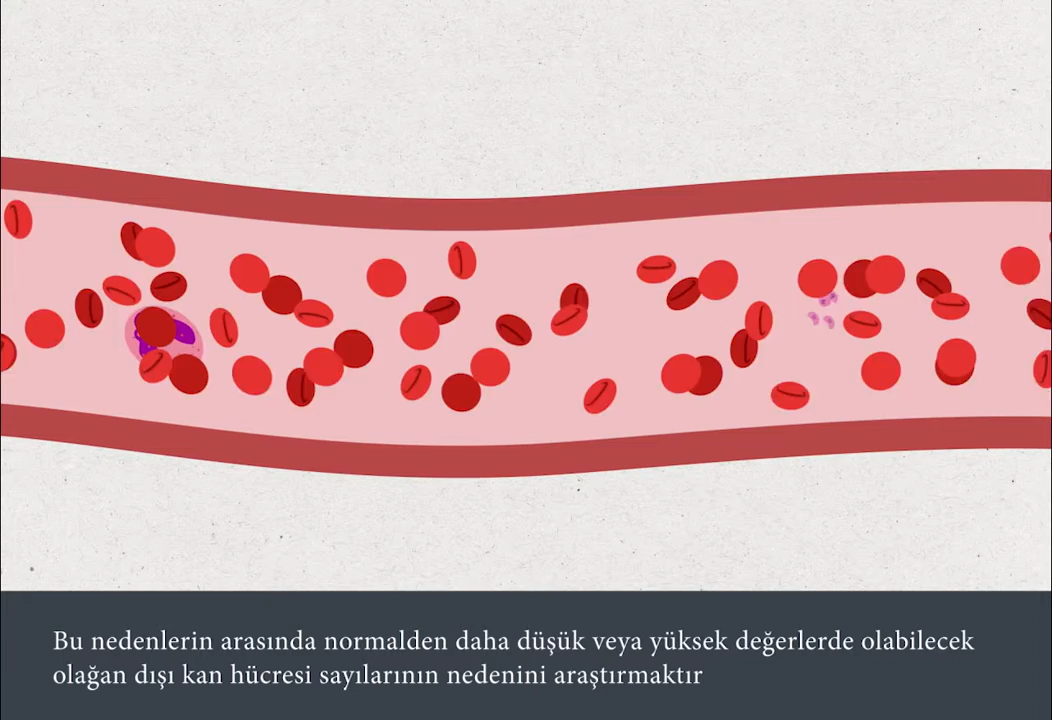 Bu nedenlerin arasında normalden daha düşük veya yüksek değerlerde olabilecek
olağan dışı kan hücresi sayılarının nedenini araştırmaktır